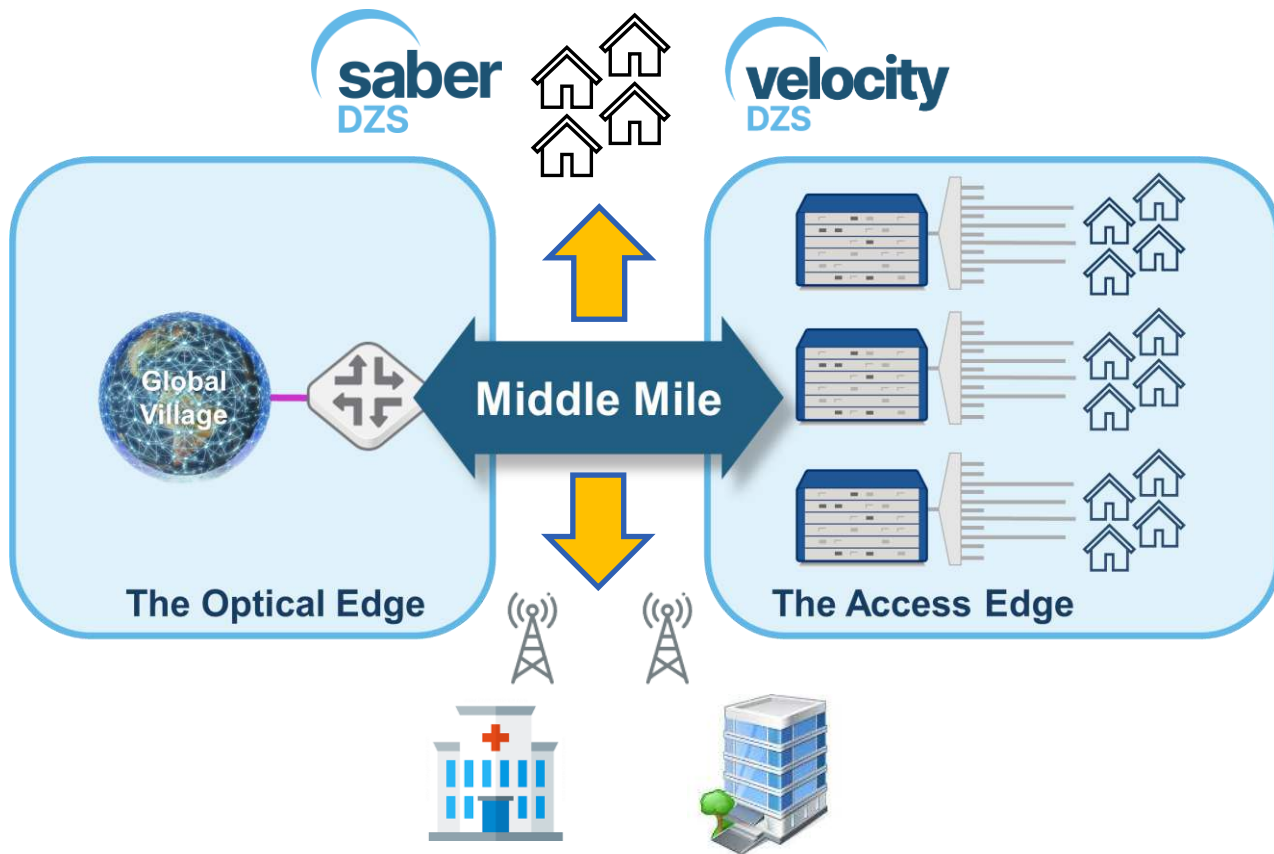 saber
DZS
velocity
DZS
Global
Village
Middle Mile
The Optical Edge
The Access Edge